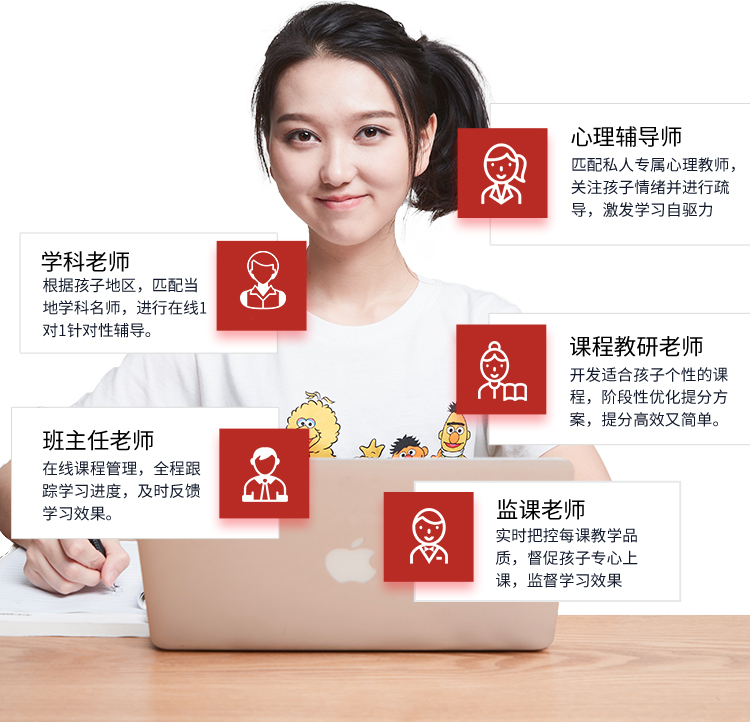 心理辅导师
匹配私人专属心理教师，
关注孩子情绪并进行疏
导，激发学习自驱力
学科老师
根据孩子地区，匹配当
地学科名师，进行在线1
对1针对性辅导。
课程教研老师
开发适合孩子个性的课
程，阶段性优化提分方
案，提分高效又简单。
班主任老师
在线课程管理，全程跟
踪学习进度，及时反馈
学习效果。
监课老师
实时把控每课教学品
质，督促孩子专心上
课，监督学习效果